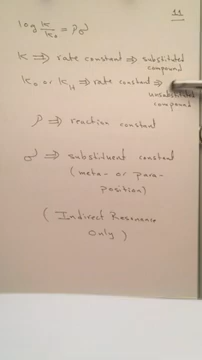 11
log K/K₀ = ρσ
K ⇒ rate constant ⇒ substituted
compound
K₀ or K_H ⇒ rate constant ⇒
unsubstituted
compound
ρ ⇒ reaction constant
σ ⇒ substituent constant
(meta- or para-
position)
(Indirect Resonance
Only)